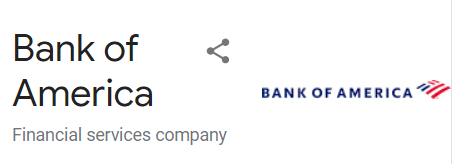 Bank of
America
Financial services company
BANK OF AMERICA